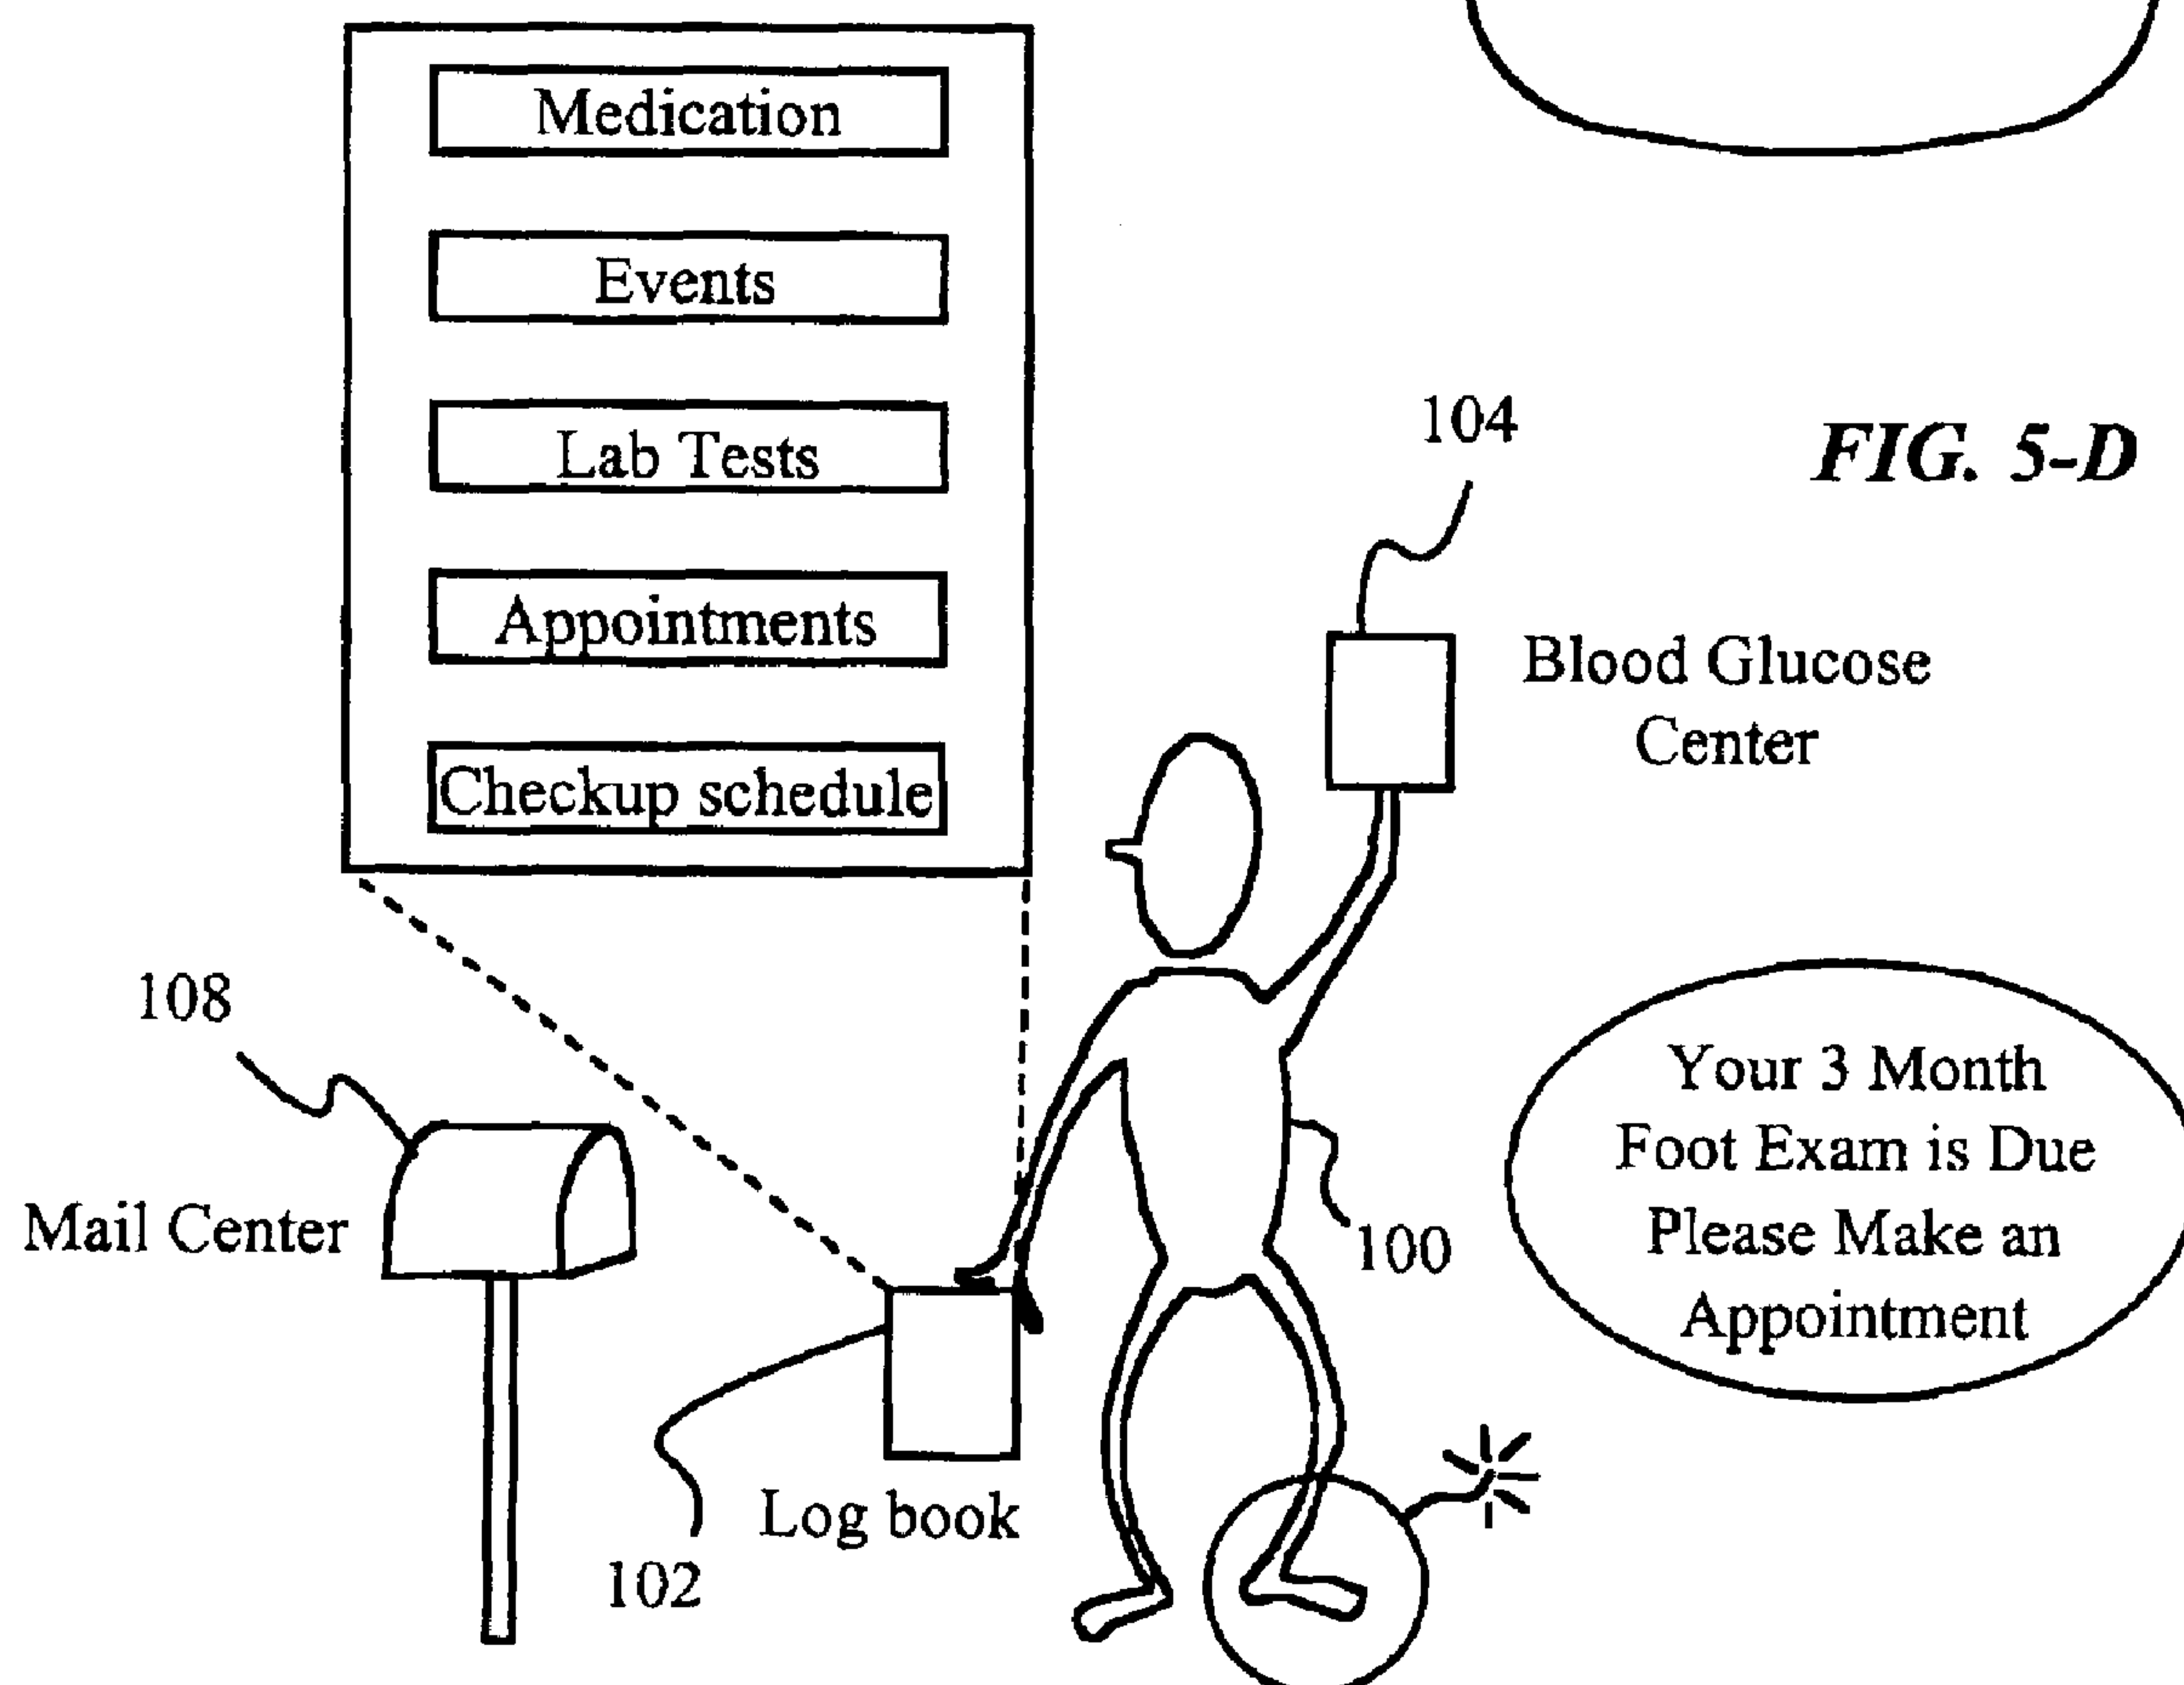 Medication
Events
Lab Tests
Appointments
Checkup schedule
104
FIG. 5-D
Blood Glucose
Center
108
Mail Center
100
Your 3 Month
Foot Exam is Due
Please Make an
Appointment
Log book
102